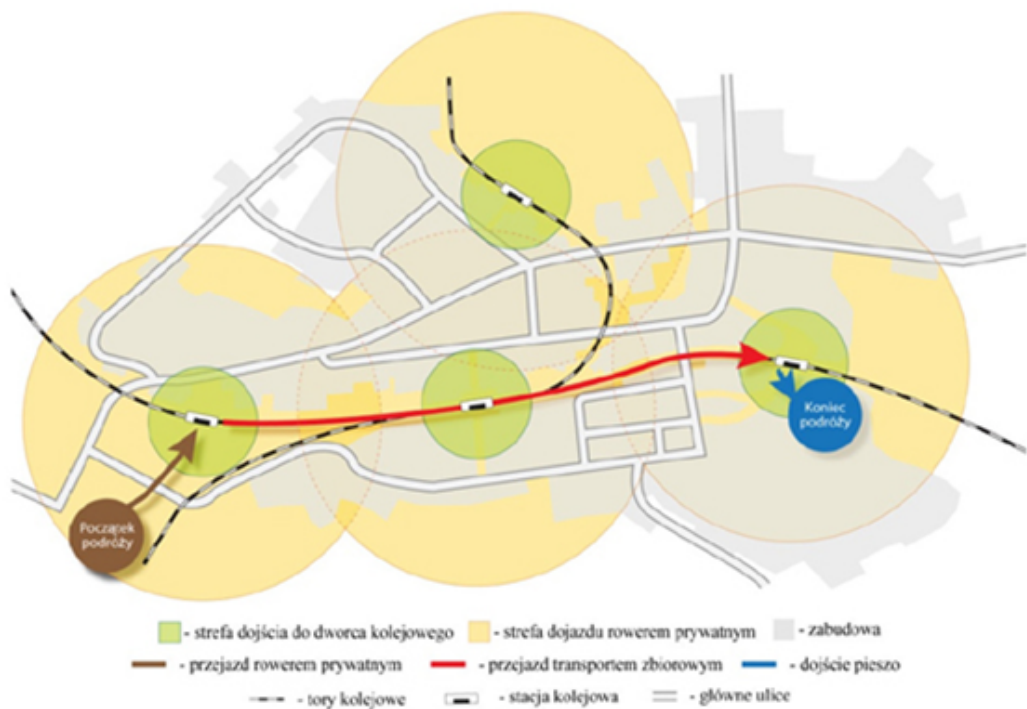 Początek
podróży
Koniec
podróży
- strefa dojścia do dworca kolejowego - strefa dojazdu rowerem prywatnym - zabudowa
- przejazd rowerem prywatnym - przejazd transportem zbiorowym - dojście pieszo
- tory kolejowe - stacja kolejowa - główne ulice